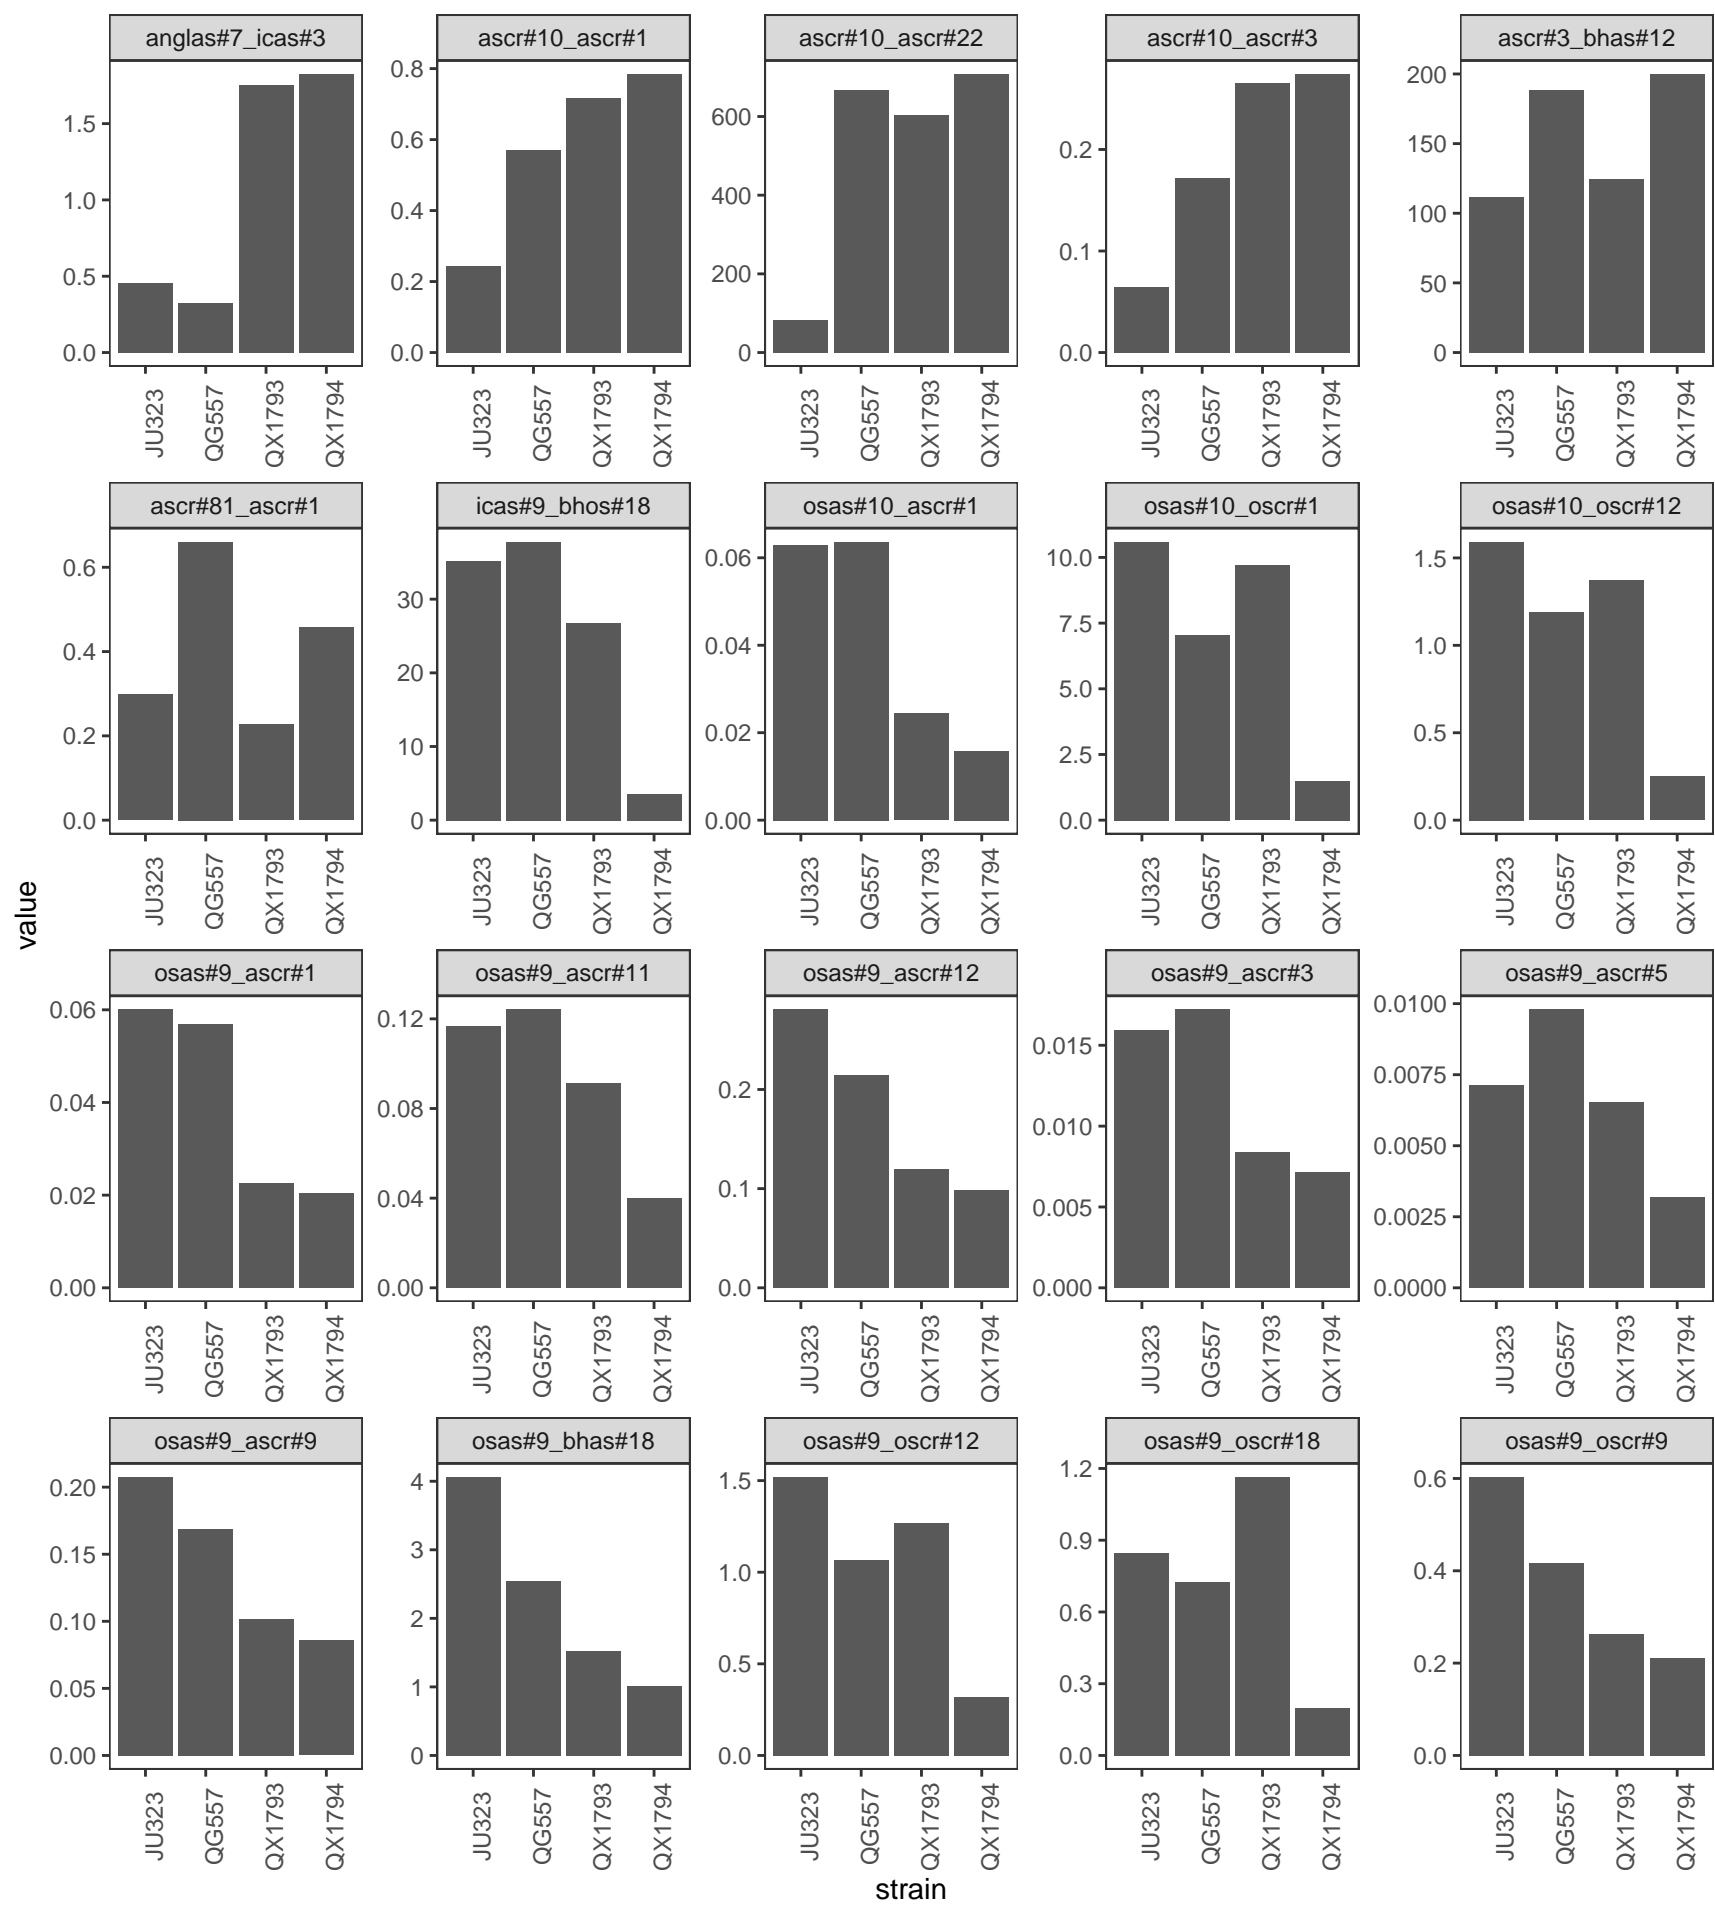 anglas#7_icas#3 ascr#10_ascr#1 ascr#10_ascr#22 ascr#10_ascr#3 ascr#3_bhas#12
0.0 0.5 1.0 1.5
0.0 0.2 0.4 0.6 0.8
0 200 400 600
0.0 0.1 0.2
0 50 100 150 200
JU323 QG557 QX1793 QX1794
JU323 QG557 QX1793 QX1794
JU323 QG557 QX1793 QX1794
JU323 QG557 QX1793 QX1794
JU323 QG557 QX1793 QX1794
ascr#81_ascr#1 icas#9_bhos#18 osas#10_ascr#1 osas#10_oscr#1 osas#10_oscr#12
0.0 0.2 0.4 0.6
0 10 20 30
0.00 0.02 0.04 0.06
0.0 2.5 5.0 7.5 10.0
0.0 0.5 1.0 1.5
JU323 QG557 QX1793 QX1794
JU323 QG557 QX1793 QX1794
JU323 QG557 QX1793 QX1794
JU323 QG557 QX1793 QX1794
JU323 QG557 QX1793 QX1794
value
osas#9_ascr#1 osas#9_ascr#11 osas#9_ascr#12 osas#9_ascr#3 osas#9_ascr#5
0.00 0.02 0.04 0.06
0.00 0.04 0.08 0.12
0.0 0.1 0.2
0.000 0.005 0.010 0.015
0.0000 0.0025 0.0050 0.0075 0.0100
JU323 QG557 QX1793 QX1794
JU323 QG557 QX1793 QX1794
JU323 QG557 QX1793 QX1794
JU323 QG557 QX1793 QX1794
JU323 QG557 QX1793 QX1794
osas#9_ascr#9 osas#9_bhas#18 osas#9_oscr#12 osas#9_oscr#18 osas#9_oscr#9
0.00 0.05 0.10 0.15 0.20
0 1 2 3 4
0.0 0.5 1.0 1.5
0.0 0.3 0.6 0.9 1.2
0.0 0.2 0.4 0.6
JU323 QG557 QX1793 QX1794
JU323 QG557 QX1793 QX1794
JU323 QG557 QX1793 QX1794
JU323 QG557 QX1793 QX1794
JU323 QG557 QX1793 QX1794
strain